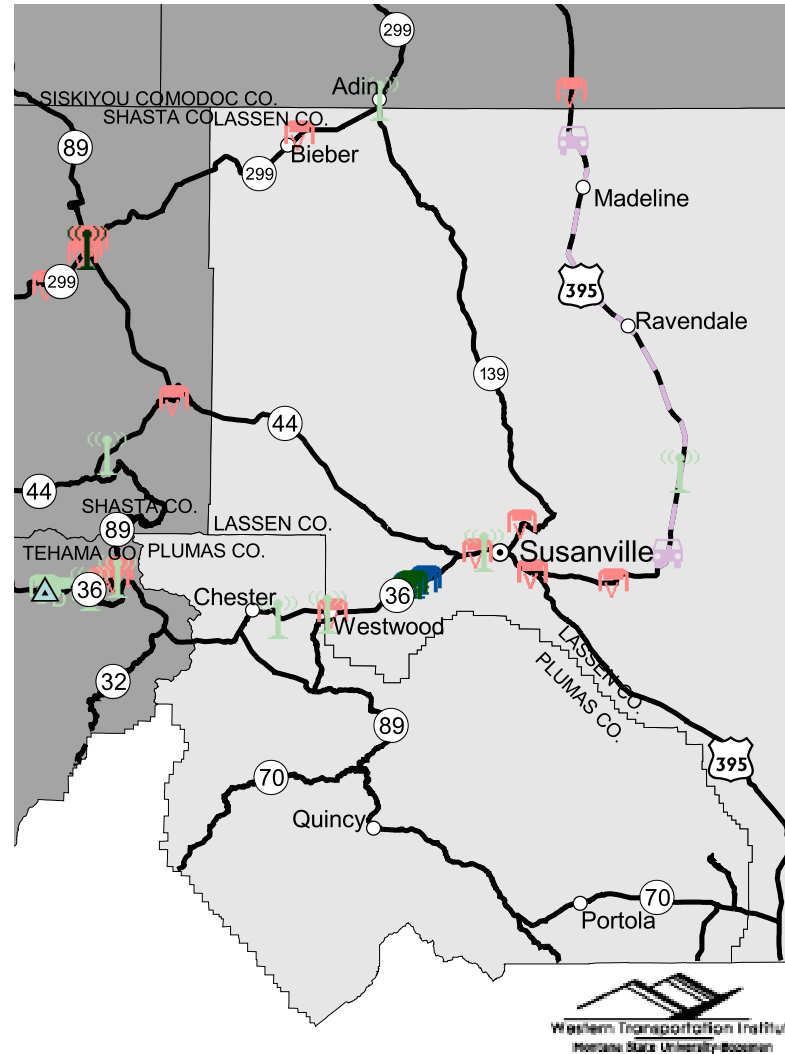 299
Adin
SISKIYOU CO
MODOC CO.
SHASTA CO
LASSEN CO.
89
Bieber
299
Madeline
299
395
Ravendale
139
44
44
SHASTA CO.
LASSEN CO.
89
TEHAMA CO.
PLUMAS CO.
Susanville
36
Chester
36
Westwood
LASSEN CO.
PLUMAS CO.
32
89
395
70
Quincy
70
Portola
Western Transportation Institut
Montana State University-Bozeman